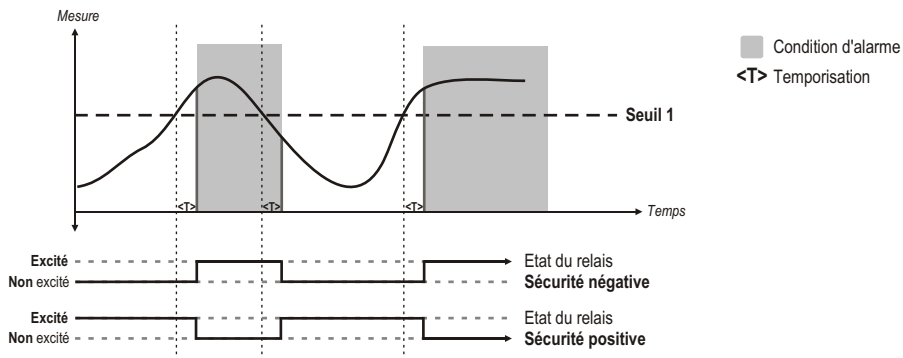 Mesure
Condition d'alarme
<T> Temporisation
Seuil 1
<T>
<T>
<T>
Temps
Excité
Etat du relais
Non excité
Sécurité négative
Excité
Etat du relais
Non excité
Sécurité positive